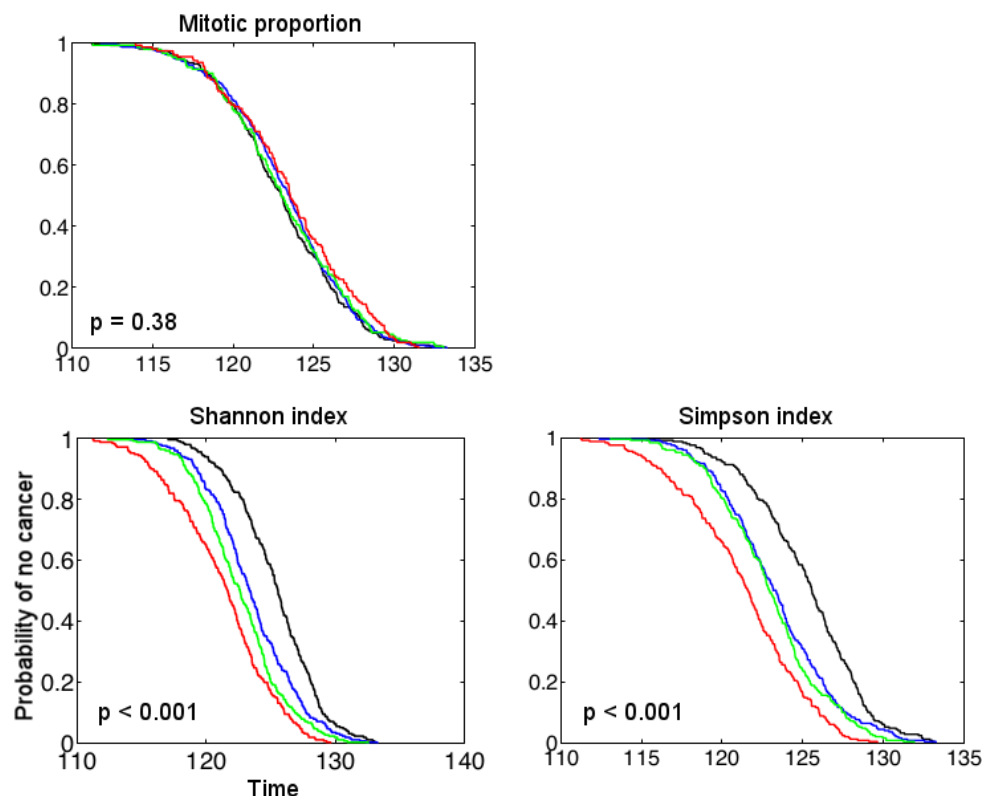 Mitotic proportion
1
0.8
0.6
0.4
0.2
0
p = 0.38
110 115 120 125 130 135
Shannon index
Probability of no cancer
1
0.8
0.6
0.4
0.2
0
p < 0.001
110 120 130 140
Time
Simpson index
1
0.8
0.6
0.4
0.2
0
p < 0.001
110 115 120 125 130 135